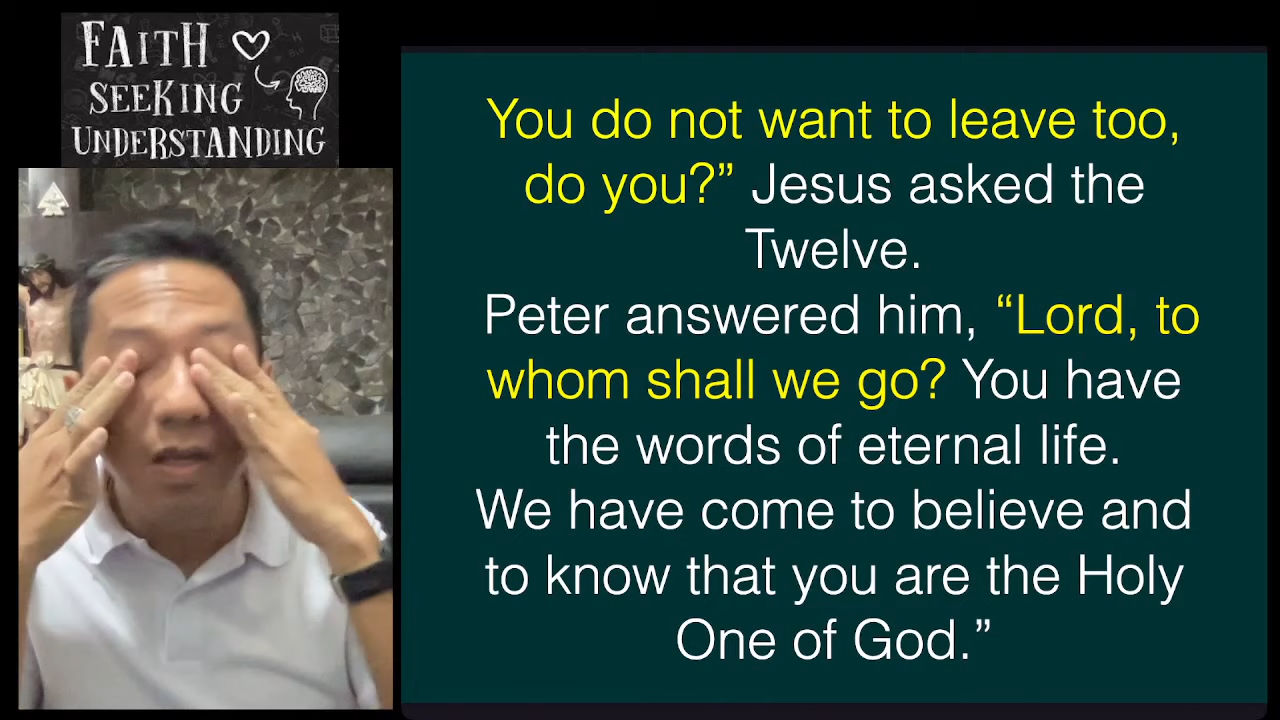 FAITH
SEEKING
UNDERSTANDING
You do not want to leave too,
do you?” Jesus asked the
Twelve.
Peter answered him, “Lord, to
whom shall we go? You have
the words of eternal life.
We have come to believe and
to know that you are the Holy
One of God.”